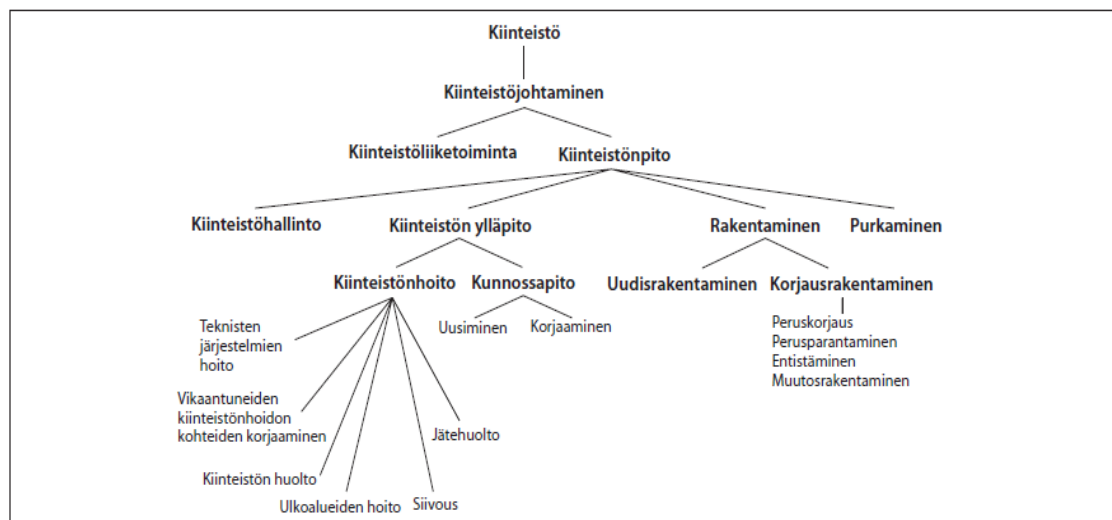 Kiinteistö
Kiinteistöjohtaminen
Kiinteistöliiketoiminta
Kiinteistönpito
Kiinteistöhallinto
Kiinteistön ylläpito
Rakentaminen
Purkaminen
Kiinteistönhoito
Kunnossapito
Uudisrakentaminen
Korjausrakentaminen
Teknisten
järjestelmien
hoito
Uusiminen
Korjaaminen
Peruskorjaus
Perusparantaminen
Entistäminen
Muutosrakentaminen
Vikaantuneiden
kiinteistönhoidon
kohteiden korjaaminen
Jätehuolto
Kiinteistön huolto
Ulkoalueiden hoito
Siivous